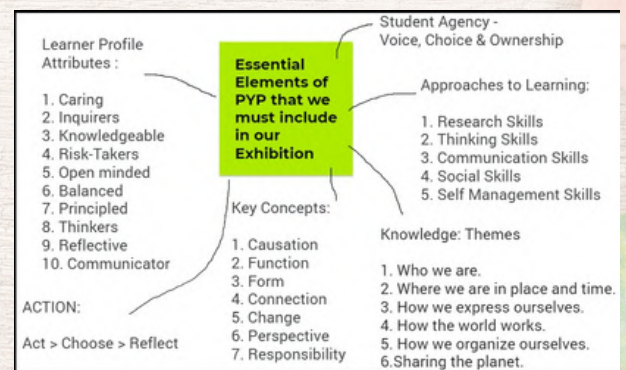 Essential
Elements of
PYP that we
must include
in our
Exhibition
Learner Profile
Attributes :
1. Caring
2. Inquirers
3. Knowledgeable
4. Risk-Takers
5. Open minded
6. Balanced
7. Principled
8. Thinkers
9. Reflective
10. Communicator
ACTION:
Act > Choose > Reflect
Key Concepts:
1. Causation
2. Function
3. Form
4. Connection
5. Change
6. Perspective
7. Responsibility
Student Agency -
Voice, Choice & Ownership
Approaches to Learning:
1. Research Skills
2. Thinking Skills
3. Communication Skills
4. Social Skills
5. Self Management Skills
Knowledge: Themes
1. Who we are.
2. Where we are in place and time.
3. How we express ourselves.
4. How the world works.
5. How we organize ourselves.
6.Sharing the planet.